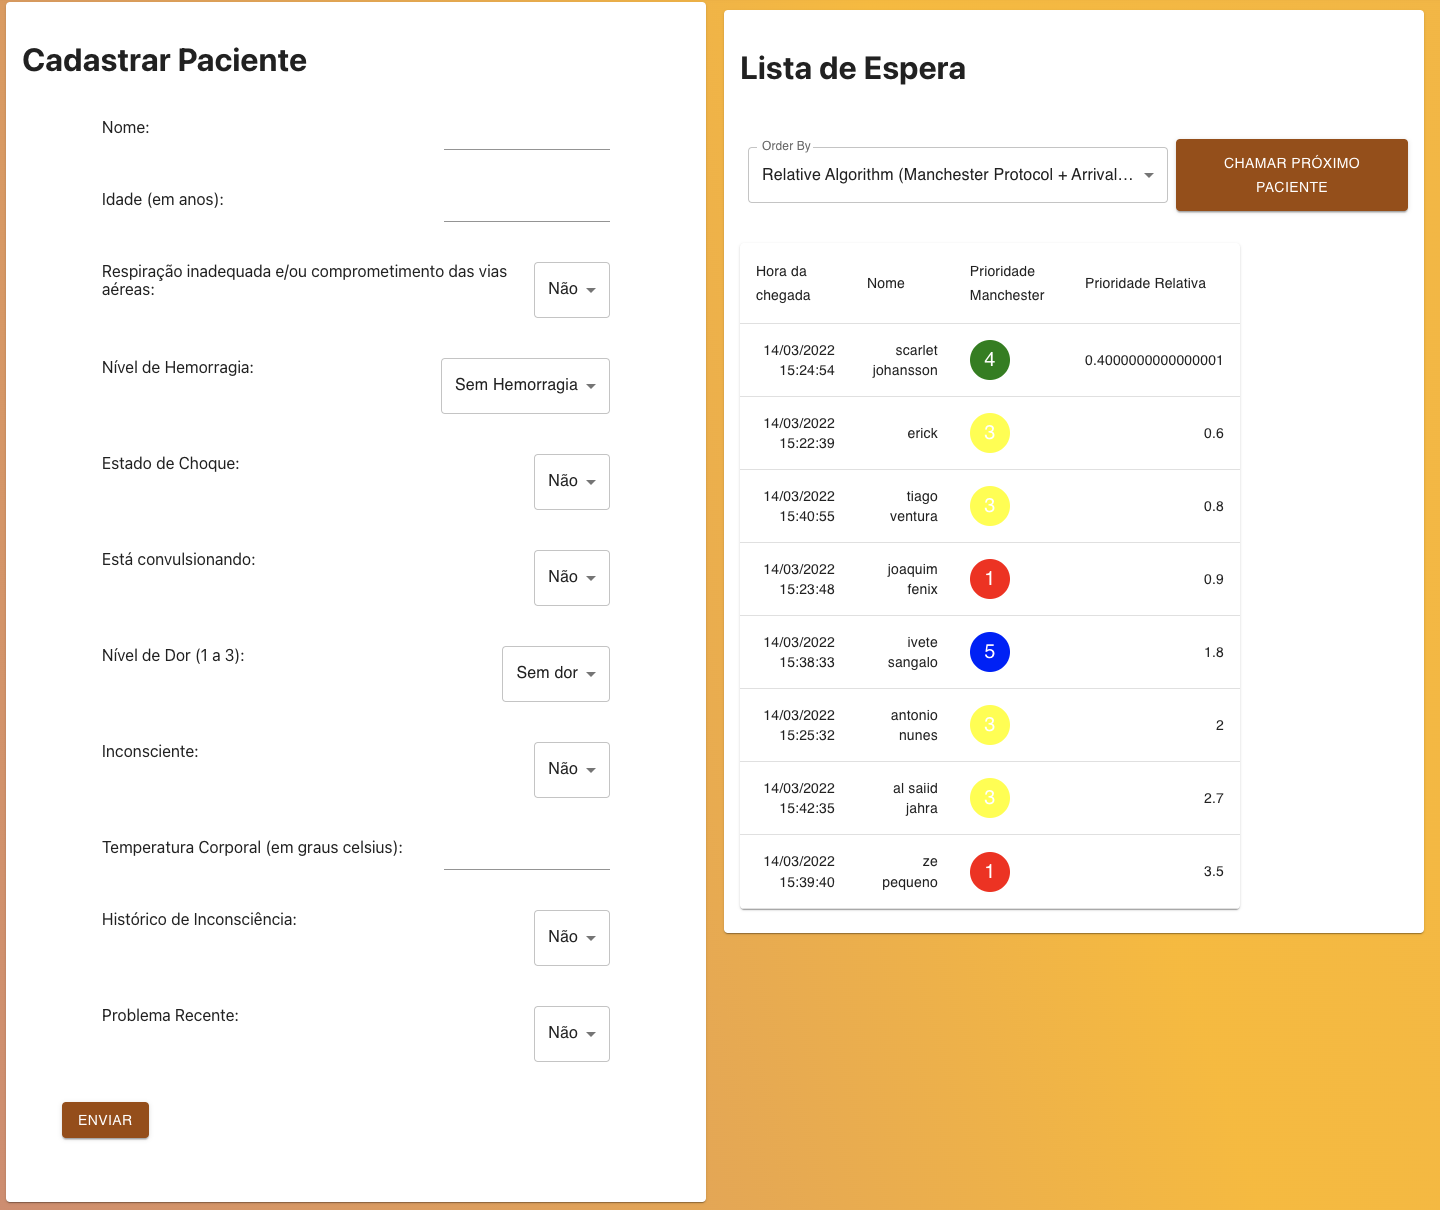 Cadastrar Paciente
Nome:
Idade (em anos):
Respiração inadequada e/ou comprometimento das vias
aéreas:
Não
Nível de Hemorragia:
Sem Hemorragia
Estado de Choque:
Não
Está convulsionando:
Não
Nível de Dor (1 a 3):
Sem dor
Inconsciente:
Não
Temperatura Corporal (em graus celsius):
Histórico de Inconsciência:
Não
Problema Recente:
Não
ENVIAR
Lista de Espera
Order By
Relative Algorithm (Manchester Protocol + Arrival...
CHAMAR PRÓXIMO
PACIENTE
Hora da
chegada
Nome
Prioridade
Manchester
Prioridade Relativa
14/03/2022
15:24:54
scarlet
johansson
4
0.4000000000000001
14/03/2022
15:22:39
erick
3
0.6
14/03/2022
15:40:55
tiago
ventura
3
0.8
14/03/2022
15:23:48
joaquim
fenix
1
0.9
14/03/2022
15:38:33
ivete
sangalo
5
1.8
14/03/2022
15:25:32
antonio
nunes
3
2
14/03/2022
15:42:35
al saiid
jahra
3
2.7
14/03/2022
15:39:40
ze
pequeno
1
3.5